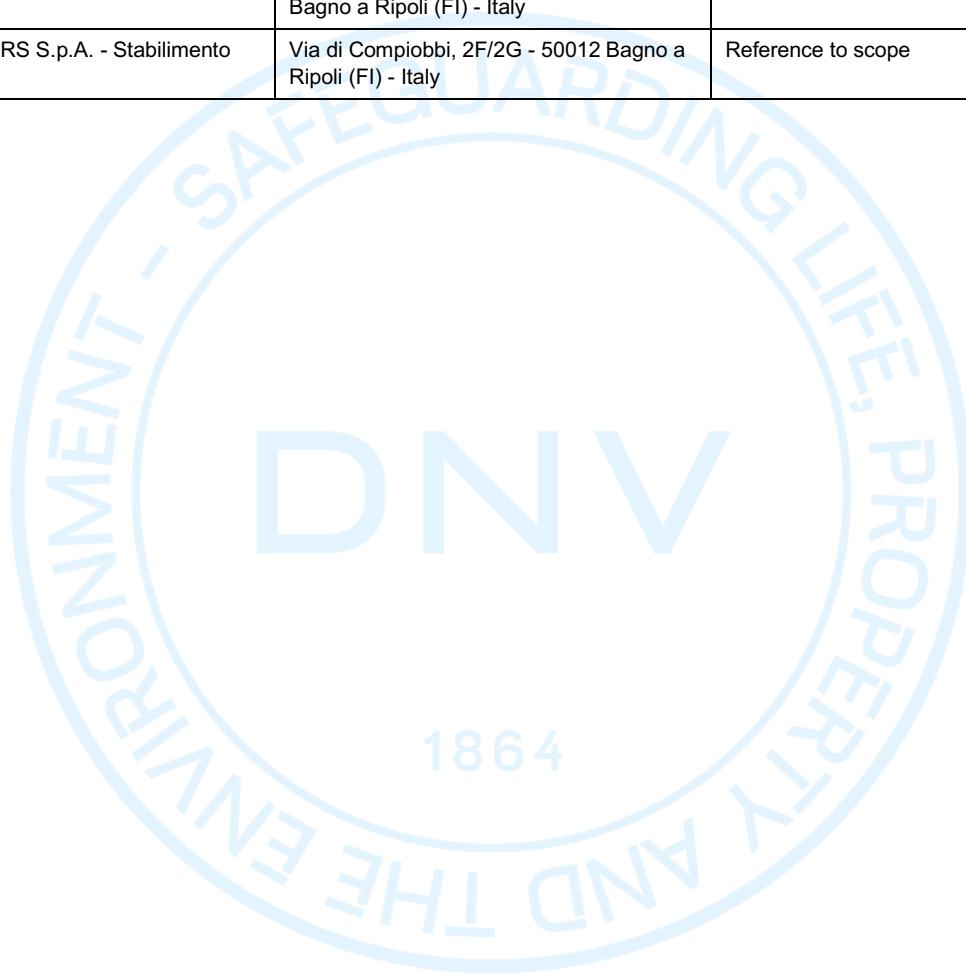 Bagno a Ripoli (FI) - Italy
RS S.p.A. - Stabilimento
Via di Compiobbi, 2F/2G - 50012 Bagno a
Ripoli (FI) - Italy
Reference to scope
SAFEGUARDING LIFE, PROPERTY AND THE ENVIRONMENT -
DNV
1864